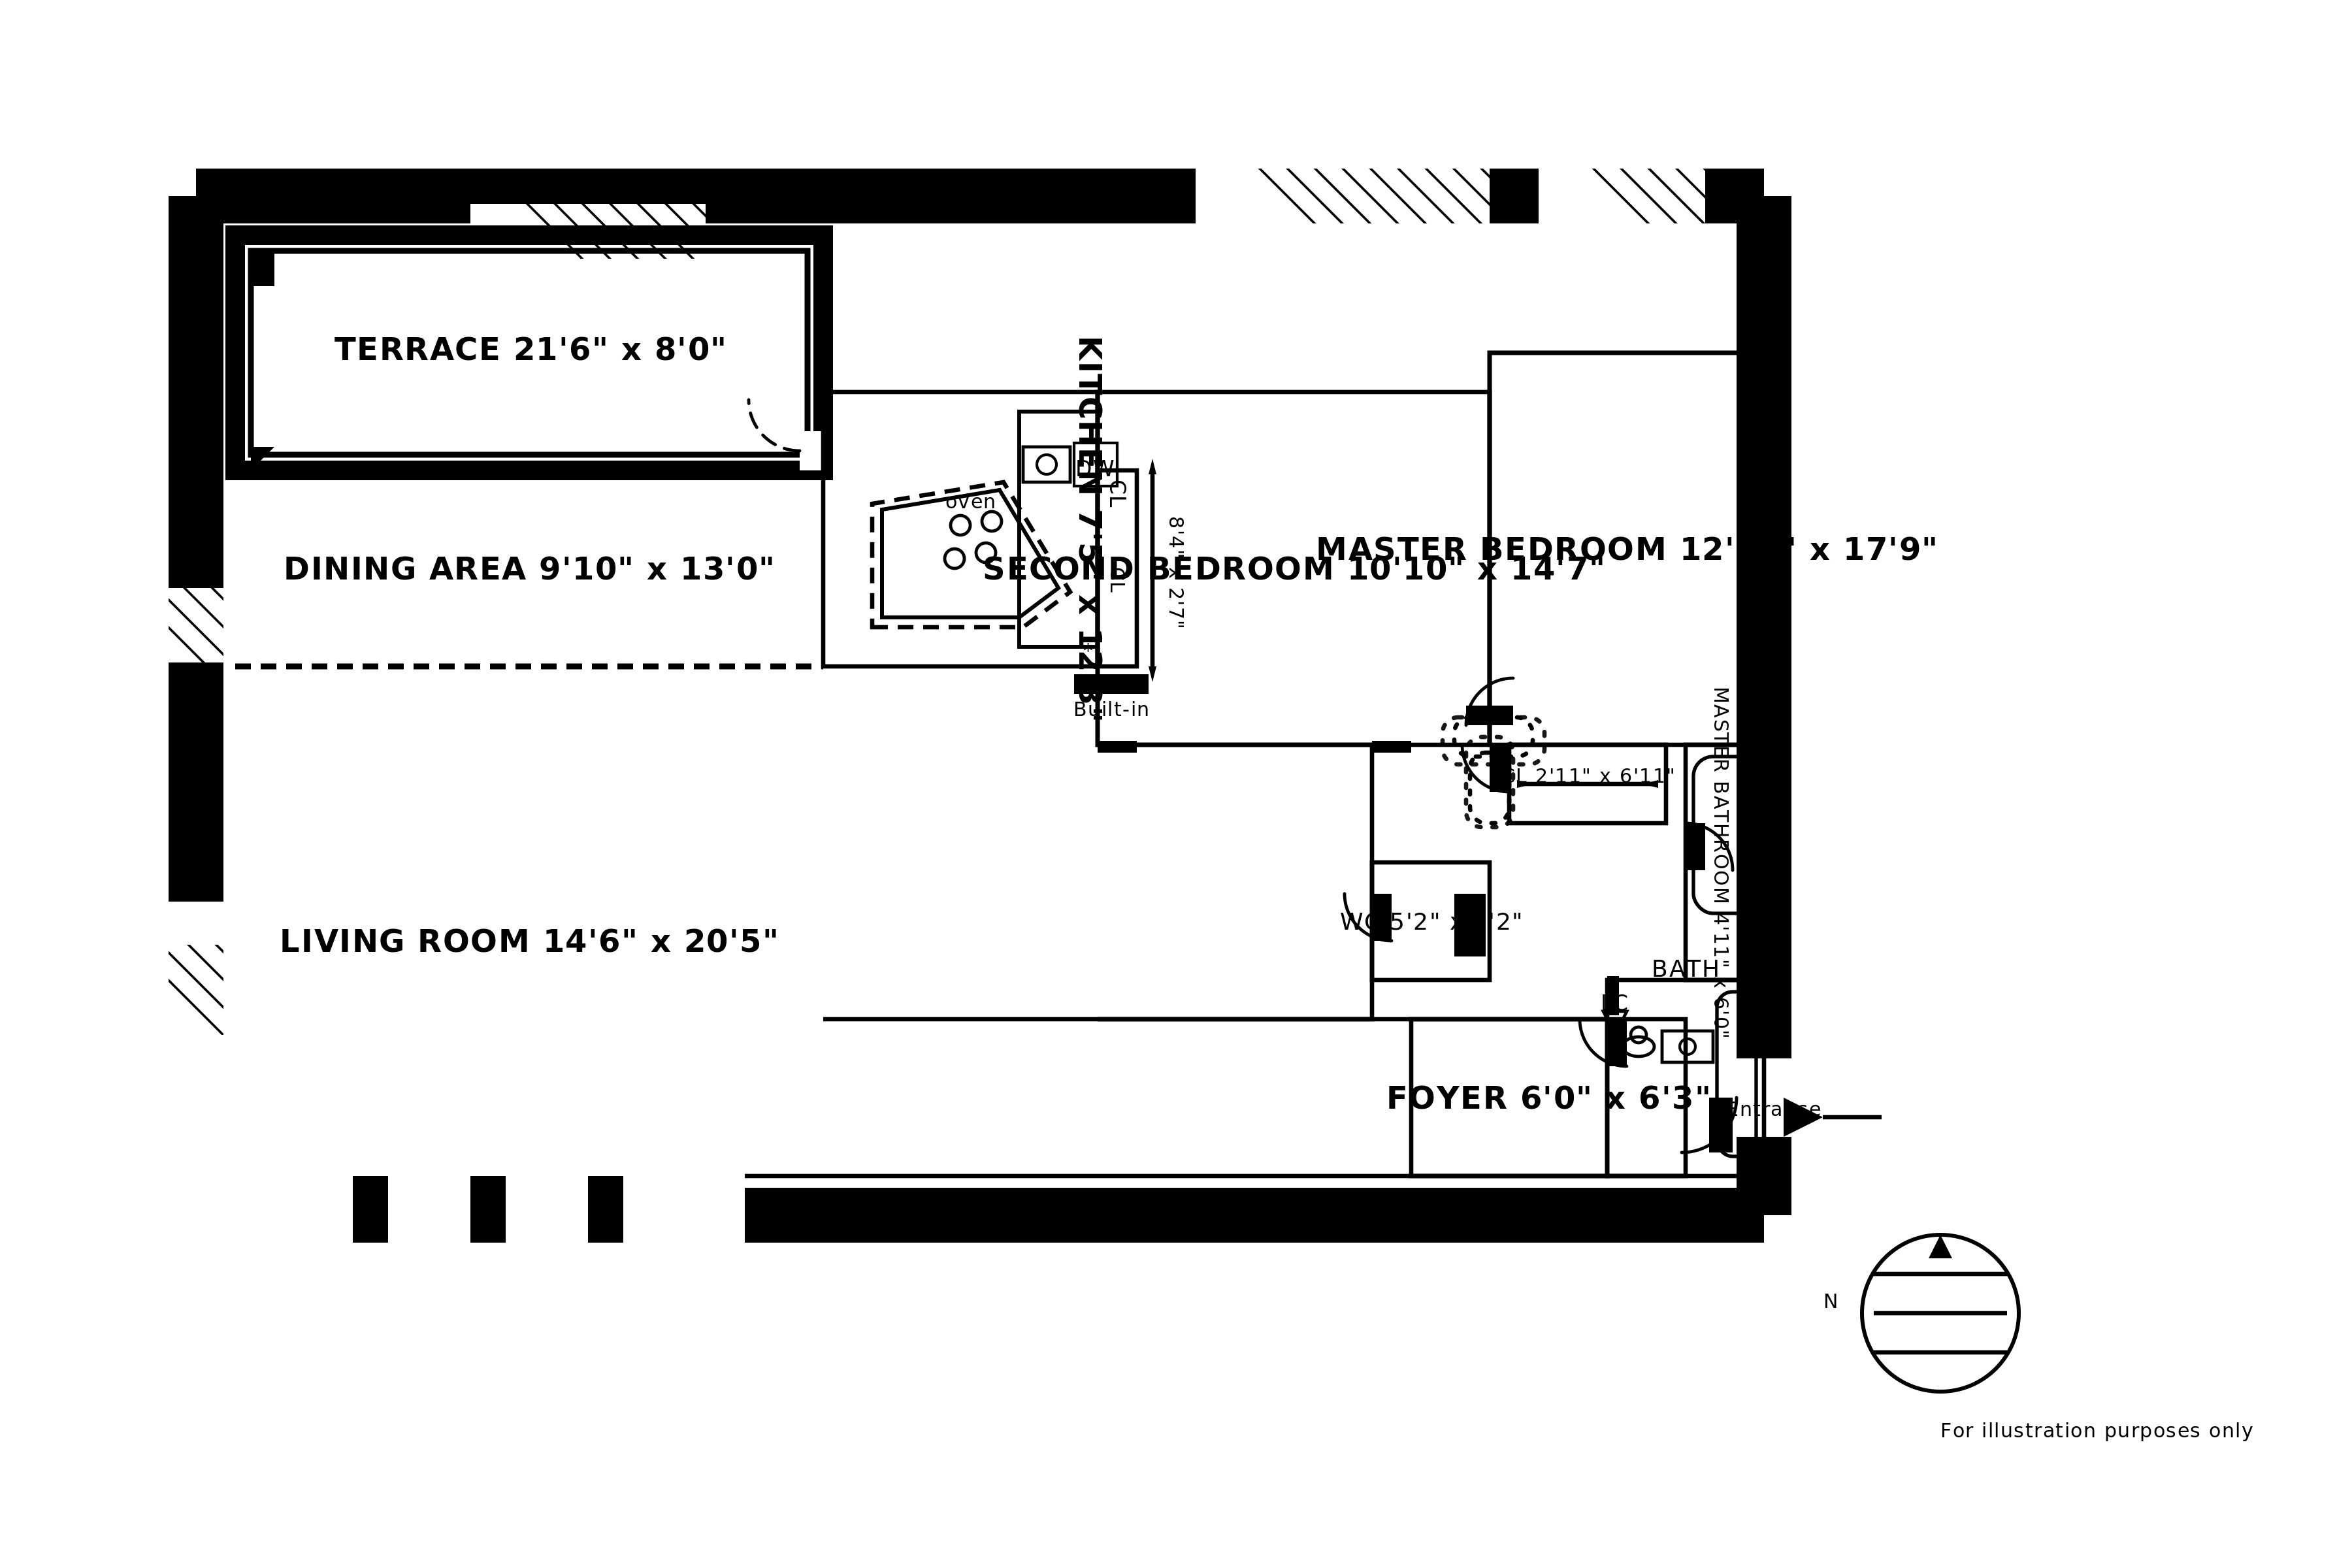 TERRACE 21'6" x 8'0"
KITCHEN 7'5" x 12'8"
DW
CL
oven
8'4" x 2'7"
MASTER BEDROOM 12' x 17'9"
DINING AREA 9'10" x 13'0"
SECOND BEDROOM 10'10" x 14'7"
CL
Built-in
MASTER BATHROOM 4'11" x 6'0"
CL 2'11" x 6'11"
WC 5'2" x '2"
LIVING ROOM 14'6" x 20'5"
BATH
FOYER 6'0" x 6'3"
Entrance
N
For illustration purposes only